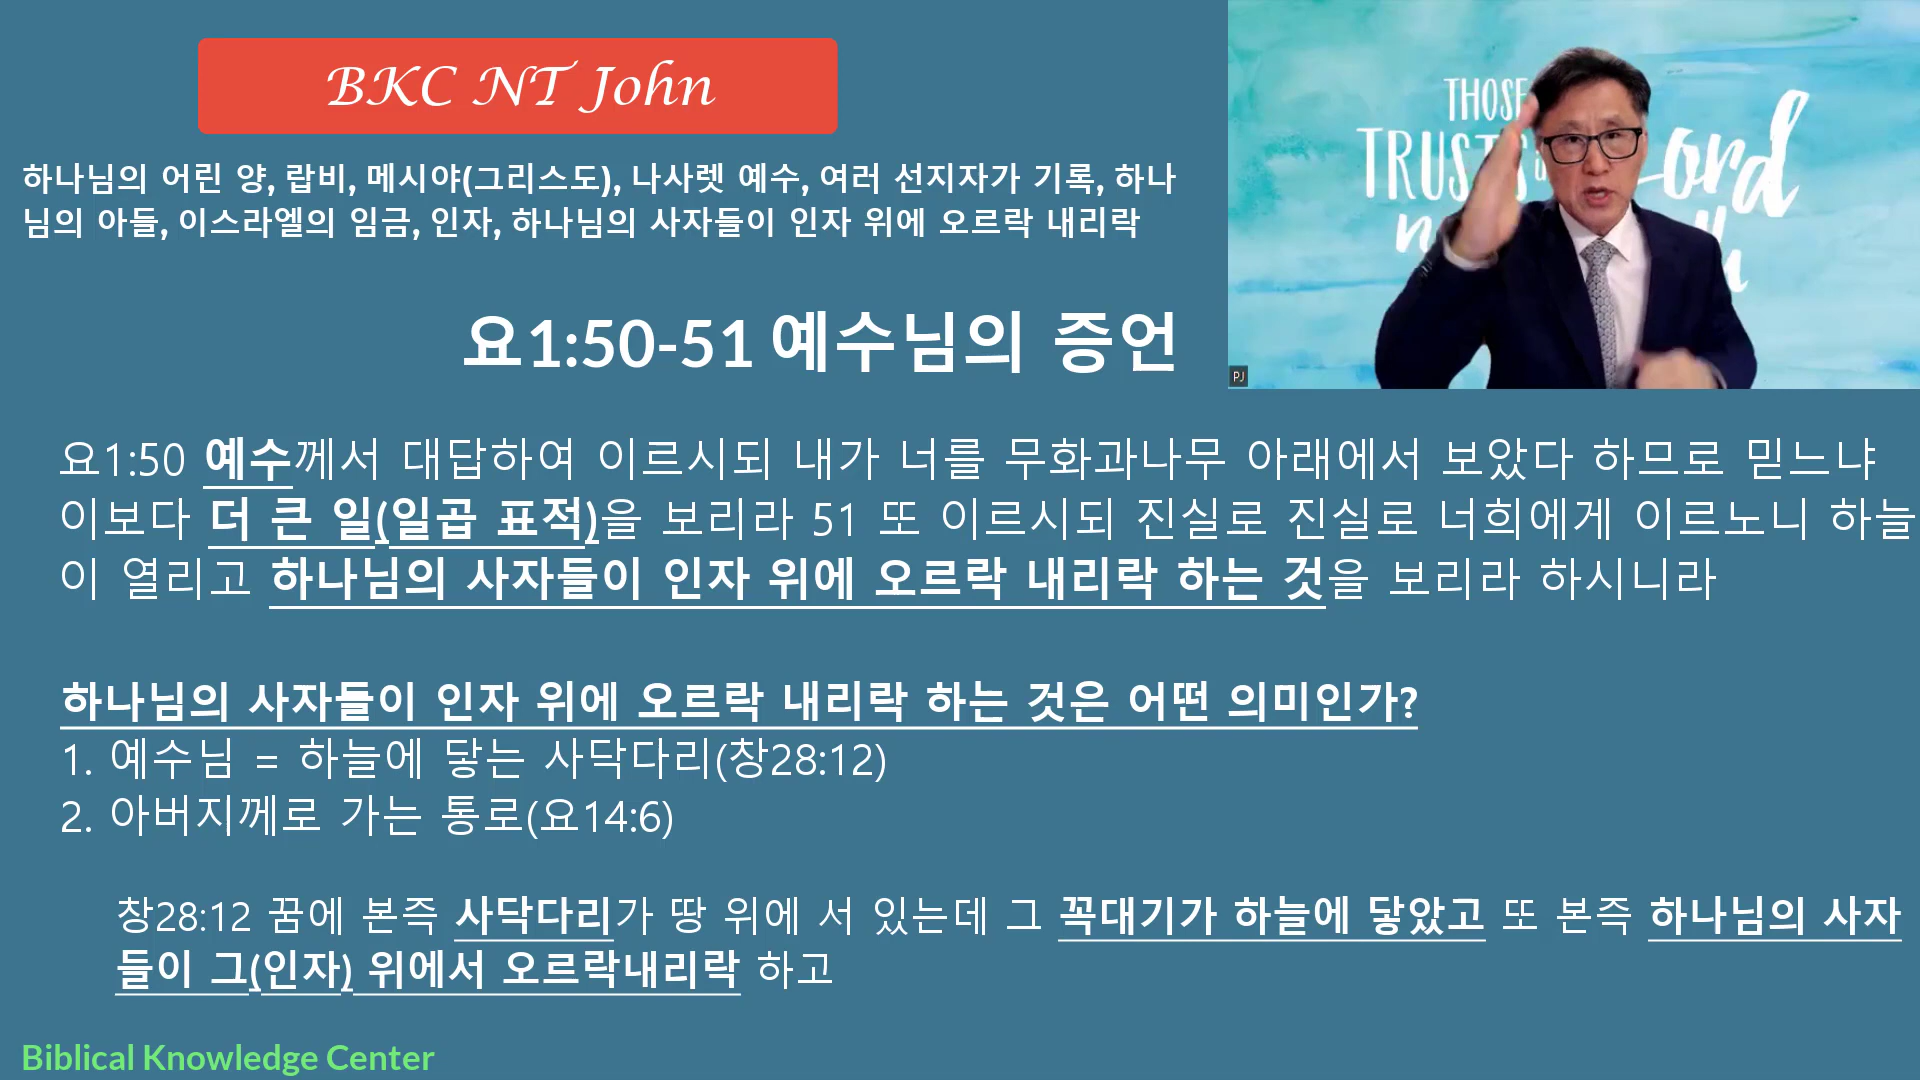 BKC NT John
하나님의 어린 양, 랍비, 메시야(그리스도), 나사렛 예수, 여러 선지자가 기록, 하나
님의 아들, 이스라엘의 임금, 인자, 하나님의 사자들이 인자 위에 오르락 내리락
THOSE
TRUSTS
ord
PJ
요1:50-51 예수님의 증언
요1:50 예수께서 대답하여 이르시되 내가 너를 무화과나무 아래에서 보았다 하므로 믿느냐
이보다 더 큰 일(일곱 표적)을 보리라 51 또 이르시되 진실로 진실로 너희에게 이르노니 하늘
이 열리고 하나님의 사자들이 인자 위에 오르락 내리락 하는 것을 보리라 하시니라
하나님의 사자들이 인자 위에 오르락 내리락 하는 것은 어떤 의미인가?
1. 예수님 = 하늘에 닿는 사닥다리(창28:12)
2. 아버지께로 가는 통로(요14:6)
창28:12 꿈에 본즉 사닥다리가 땅 위에 서 있는데 그 꼭대기가 하늘에 닿았고 또 본즉 하나님의 사자
들이 그(인자) 위에서 오르락내리락 하고
Biblical Knowledge Center